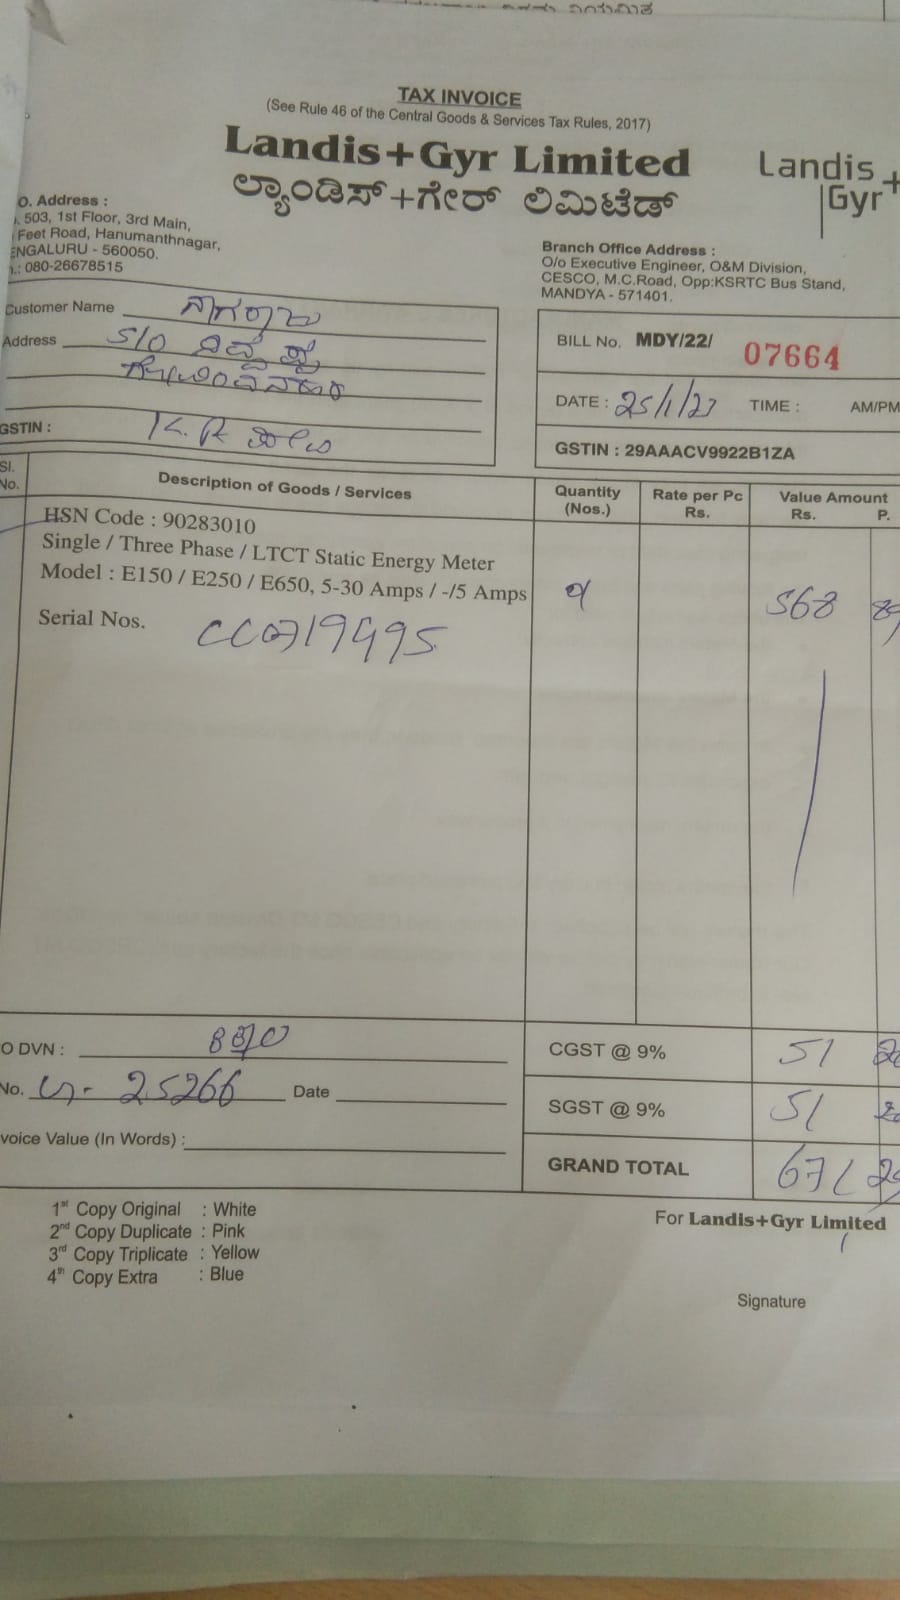 TAX INVOICE
(See Rule 46 of the Central Goods & Services Tax Rules, 2017)
Landis+Gyr Limited
ಲ್ಯಾಂಡಿಸ್+ಗೇರ್ ಲಿಮಿಟೆಡ್
Landis+
Gyr
O. Address :
503, 1st Floor, 3rd Main,
Feet Road, Hanumanthnagar,
ENGALURU - 560050.
.: 080-26678515
Branch Office Address :
O/o Executive Engineer, O&M Division,
CESCO, M.C.Road, Opp:KSRTC Bus Stand,
MANDYA - 571401.
Customer Name ನಾಗರಾಜು
Address S/O
GSTIN : K.R
BILL No. MDY/22/ 07664
DATE : 25/1/23 TIME : AM/PM
GSTIN : 29AAACV9922B1ZA
Sl. No. Description of Goods / Services Quantity (Nos.) Rate per Pc Rs. Value Amount Rs. P.
HSN Code : 90283010
Single / Three Phase / LTCT Static Energy Meter
Model : E150 / E250 / E650, 5-30 Amps / -/5 Amps 568
Serial Nos.
O DVN :
No. 25266 Date
voice Value (In Words) :
CGST @ 9% 51
SGST @ 9% 51
GRAND TOTAL 671
1st Copy Original : White
2nd Copy Duplicate : Pink
3rd Copy Triplicate : Yellow
4th Copy Extra : Blue
For Landis+Gyr Limited
Signature